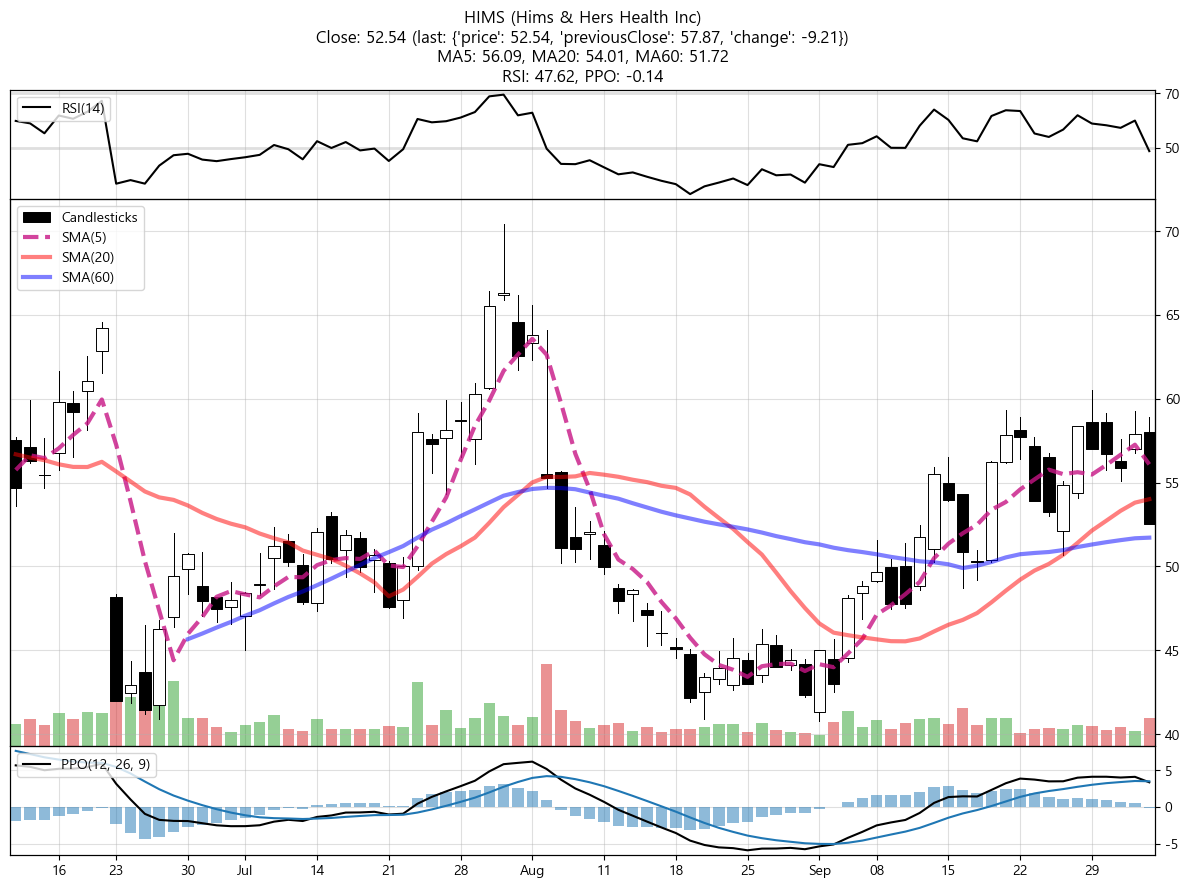 HIMS (Hims & Hers Health Inc)
Close: 52.54 (last: {'price': 52.54, 'previousClose': 57.87, 'change': -9.21})
MA5: 56.09, MA20: 54.01, MA60: 51.72
RSI: 47.62, PPO: -0.14
RSI(14)
70
50
Candlesticks
SMA(5)
SMA(20)
SMA(60)
70
65
60
55
50
45
40
PPO(12, 26, 9)
5
0
-5
16
23
30
Jul
14
21
28
Aug
11
18
25
Sep
08
15
22
29